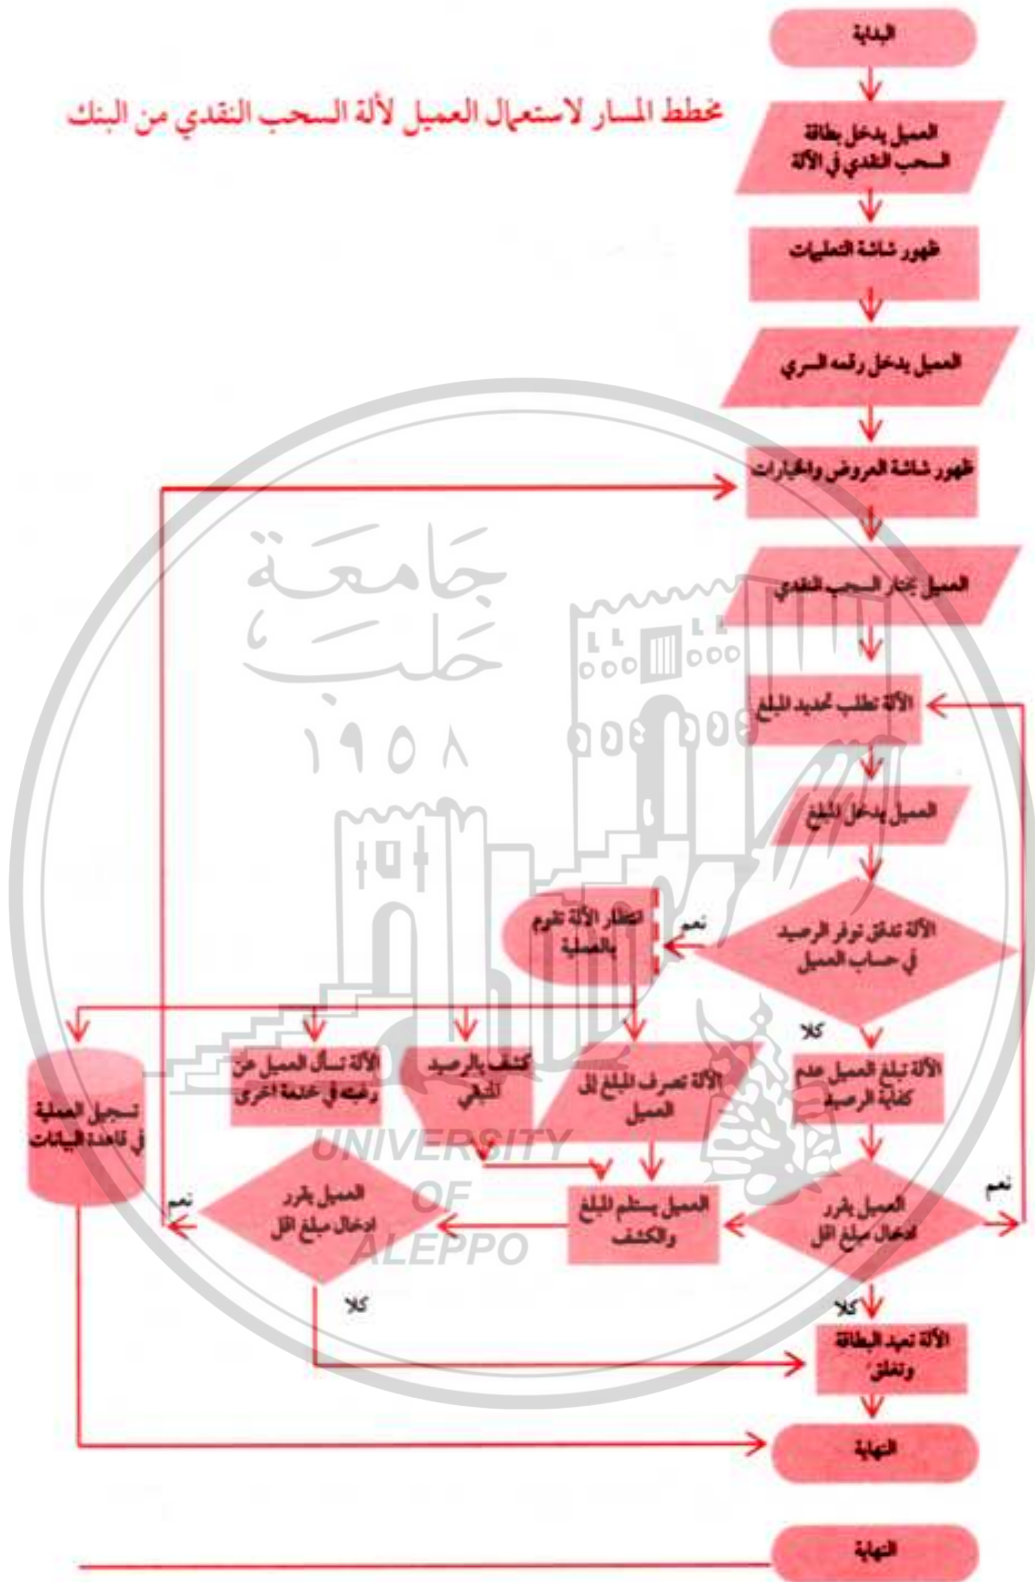 البداية
مخطط المسار لاستعمال العميل لألة السحب النقدي من البنك
العميل يدخل بطاقة
السحب النقدي في الآلة
ظهور شاشة التعليمات
العميل يدخل رقمه السري
ظهور شاشة العروض والخيارات
العميل يختار السحب النقدي
الآلة تطلب تحديد المبلغ
العميل يدخل المبلغ
الآلة تدقق توفر الرصيد
في حساب العميل
نعم
انتظار الآلة تقوم
بالعملية
كلا
الآلة تبلغ العميل عدم
كفاية الرصيد
الآلة تصرف المبلغ إلى
العميل
كشف بالرصيد
المتبقي
الآلة تسأل العميل عن
رغبته في خدمة اخرى
تسجيل العملية
في قاعدة البيانات
نعم
العميل يقرر
ادخال مبلغ اقل
العميل يستلم المبلغ
والكشف
العميل يقرر
ادخال مبلغ اقل
نعم
كلا
كلا
الآلة تعيد البطاقة
وتغلق
النهاية
النهاية
جامعة
حلب
١٩٥٨
UNIVERSITY
OF
ALEPPO